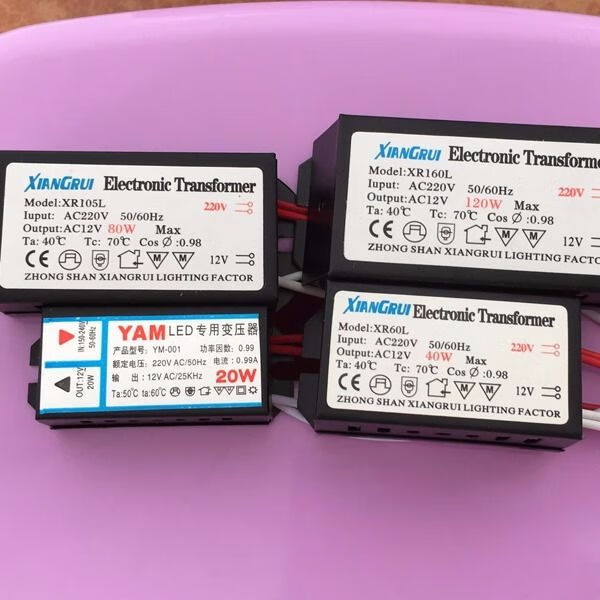 XIANGRUI Electronic Transformer
Model:XR105L
Iuput: AC220V 50/60Hz
Output:AC12V 80W Max
Ta:40℃ Tc: 70℃ Cos Ø:0.98
220V
12V
CE F M M
ZHONG SHAN XIANGRUI LIGHTING FACTOR
XIANGRUI Electronic Transforme
Model:XR160L
Iuput: AC220V 50/60Hz
Output:AC12V 120W Max
Ta: 40℃ Tc: 70℃ Cos Ø:0.98
220V
12V
CE F M M
ZHONG SHAN XIANGRUI LIGHTING FACTOR
YAM LED专用变压器
产品型号: YM-001 功率因数: 0.99
额定电压: 220V AC/50Hz 电流: 0.99A
输 出: 12V AC/25KHz 20W
Ta:50℃ ta:60℃
IN:150-240V
50-60Hz
OUT:12V
20W
XIANGRUI Electronic Transformer
Model:XR60L
Iuput: AC220V 50/60Hz
Output:AC12V 40W Max
Ta:40℃ Tc: 70℃ Cos Ø:0.98
220V
12V
CE F M M
ZHONG SHAN XIANGRUI LIGHTING FACTOR